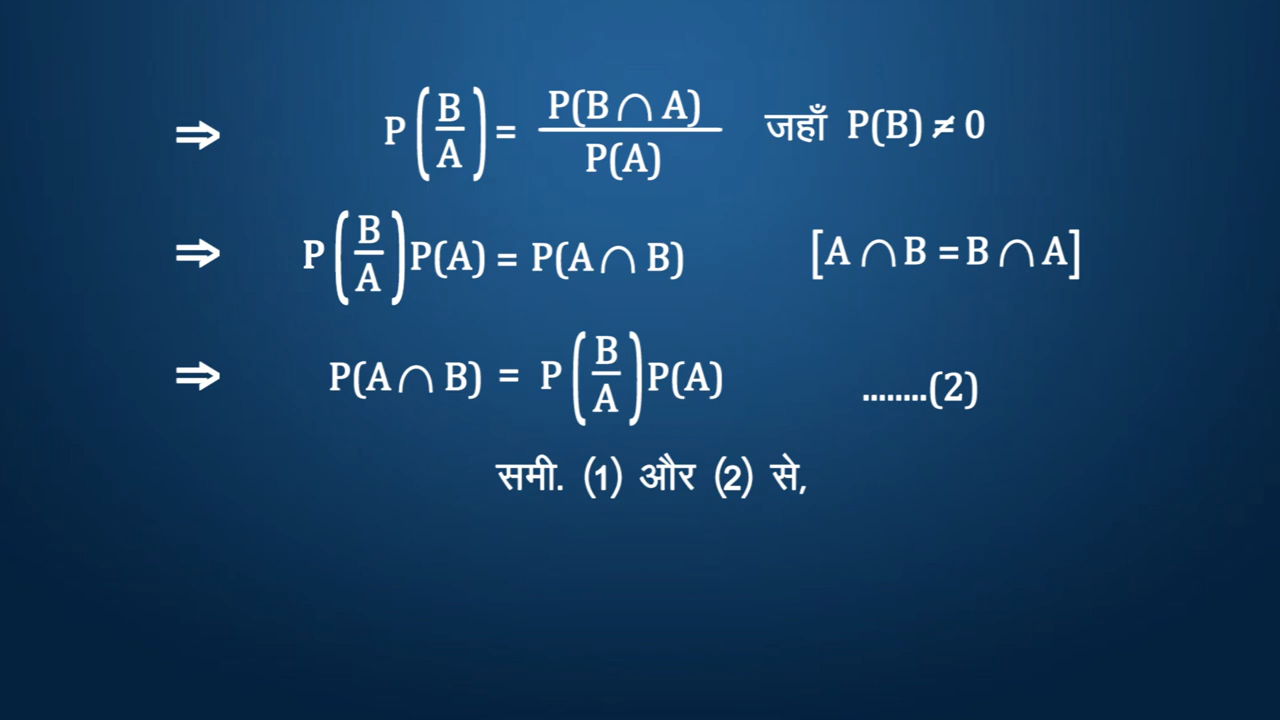 ⇒ P(B/A) = P(B ∩ A)/P(A) जहाँ P(B) ≠ 0
⇒ P(B/A)P(A) = P(A ∩ B) [A ∩ B = B ∩ A]
⇒ P(A ∩ B) = P(B/A)P(A) ........(2)
समी. (1) और (2) से,